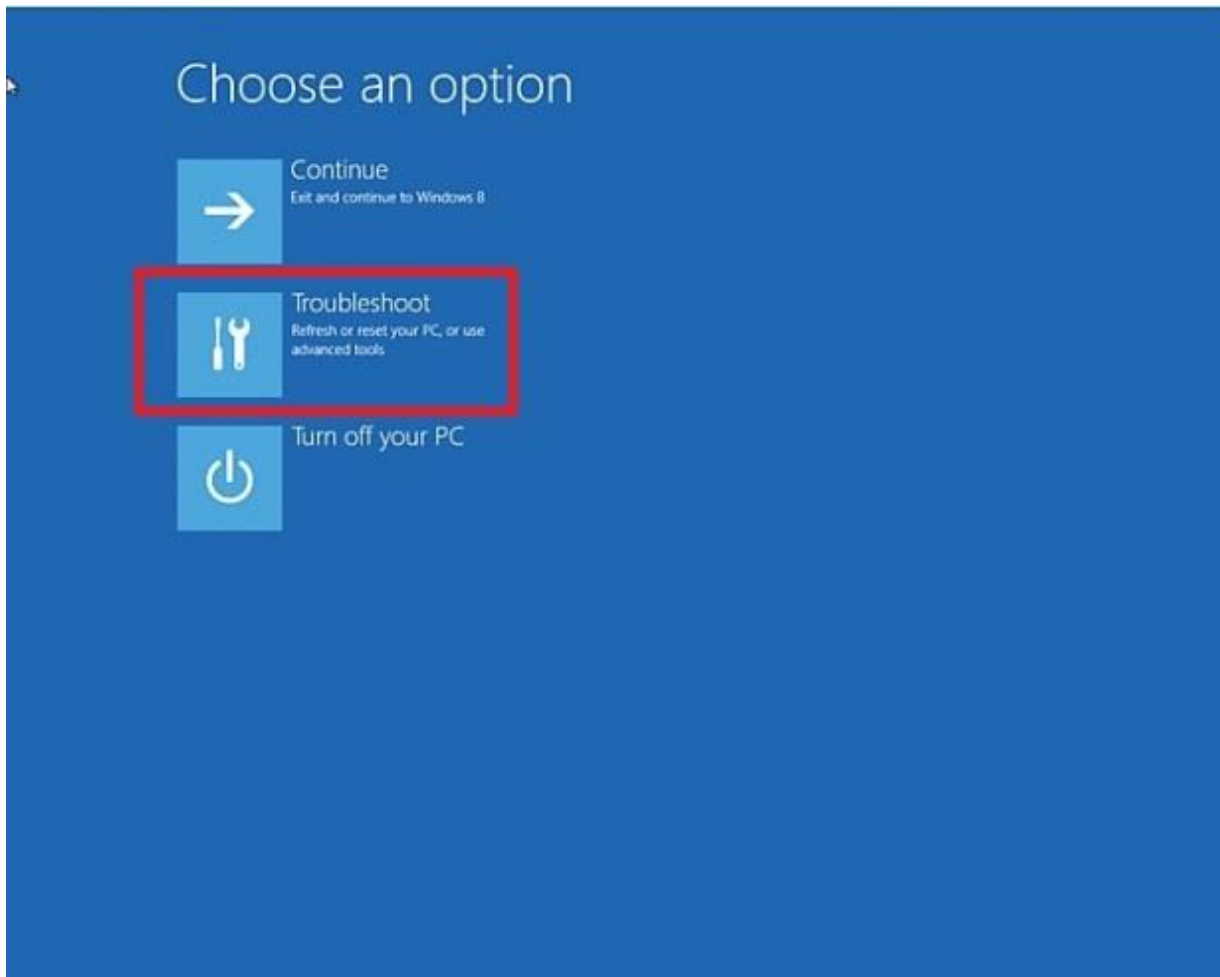 Choose an option
Continue
Exit and continue to Windows 8
Troubleshoot
Refresh or reset your PC, or use
advanced tools
Turn off your PC